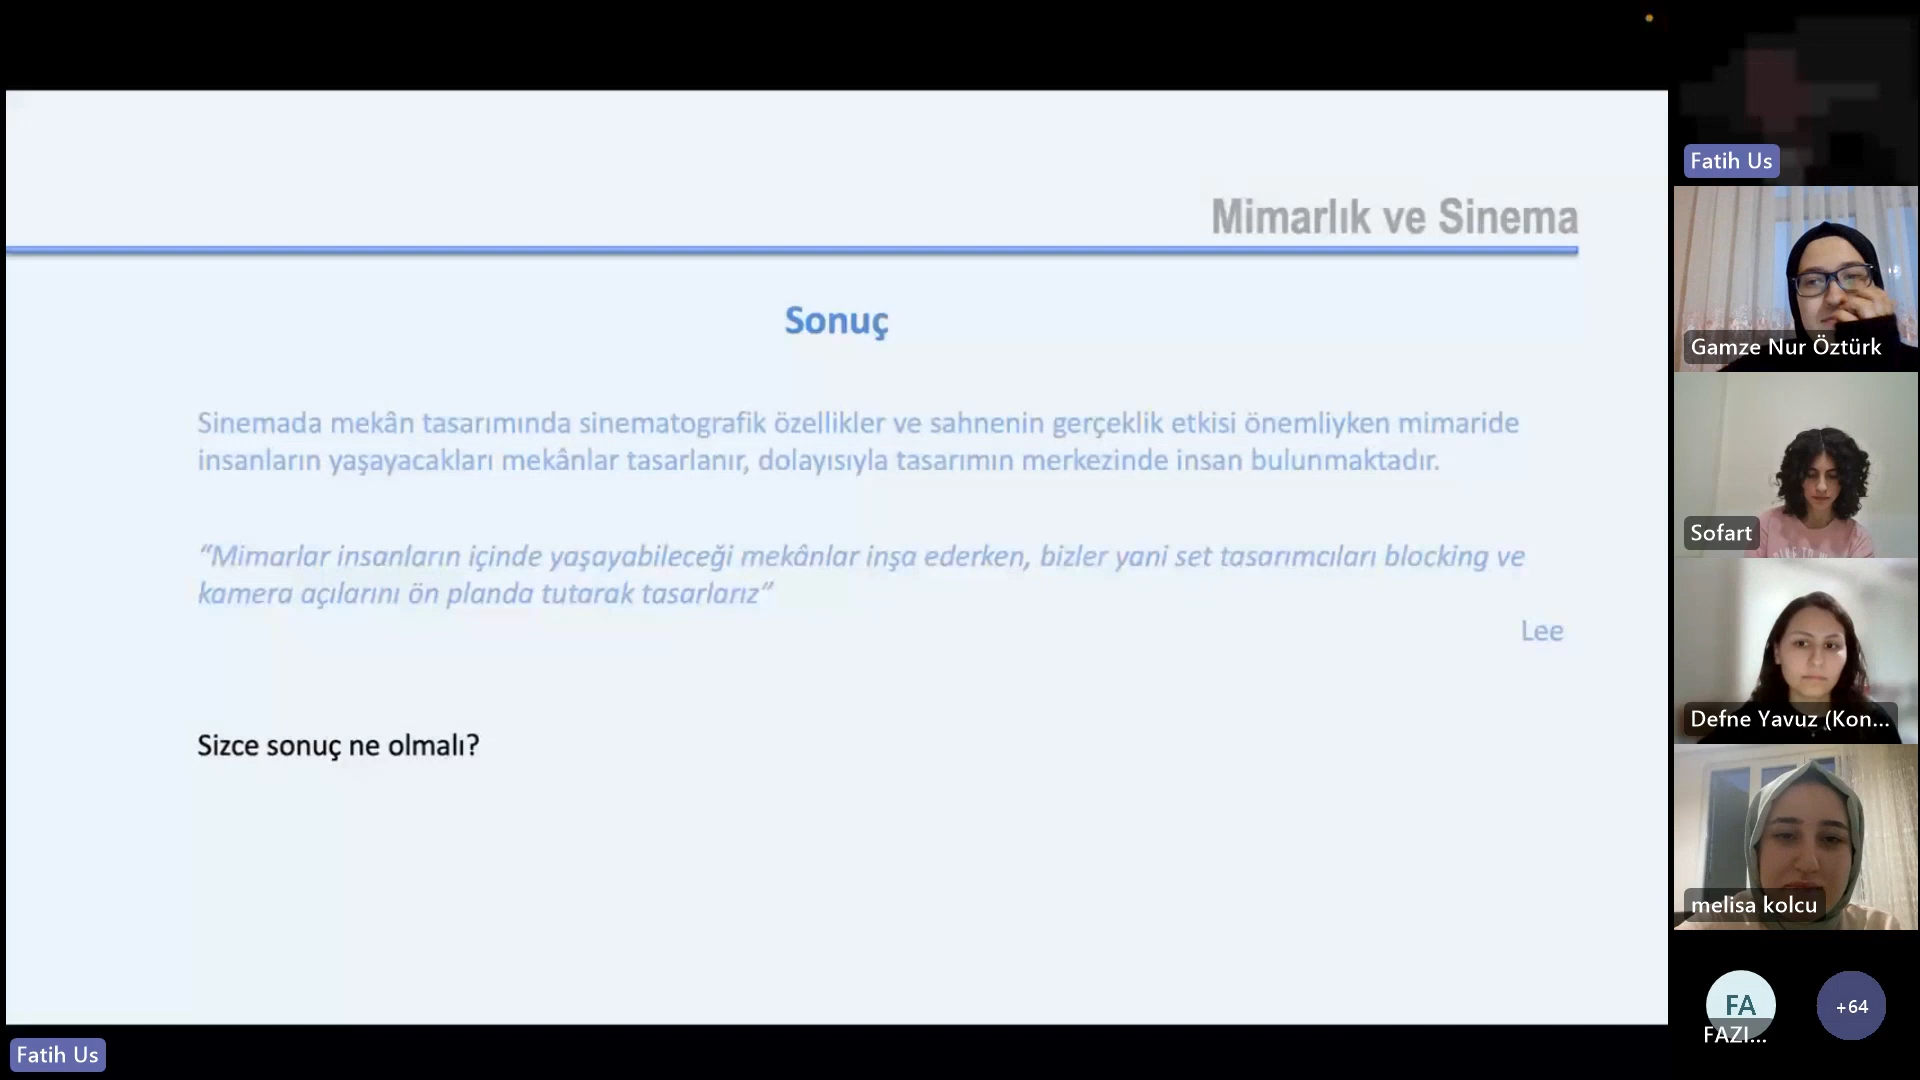 Mimarlık ve Sinema
Sonuç
Sinemada mekân tasarımında sinematografik özellikler ve sahnenin gerçeklik etkisi önemliyken mimaride
insanların yaşayacakları mekânlar tasarlanır, dolayısıyla tasarımın merkezinde insan bulunmaktadır.
“Mimarlar insanların içinde yaşayabileceği mekânlar inşa ederken, bizler yani set tasarımcıları blocking ve
kamera açılarını ön planda tutarak tasarlarız”
Lee
Sizce sonuç ne olmalı?
Fatih Us
Fatih Us
Gamze Nur Öztürk
Sofart
Defne Yavuz (Kon...
melisa kolcu
FA
FAZI...
+64